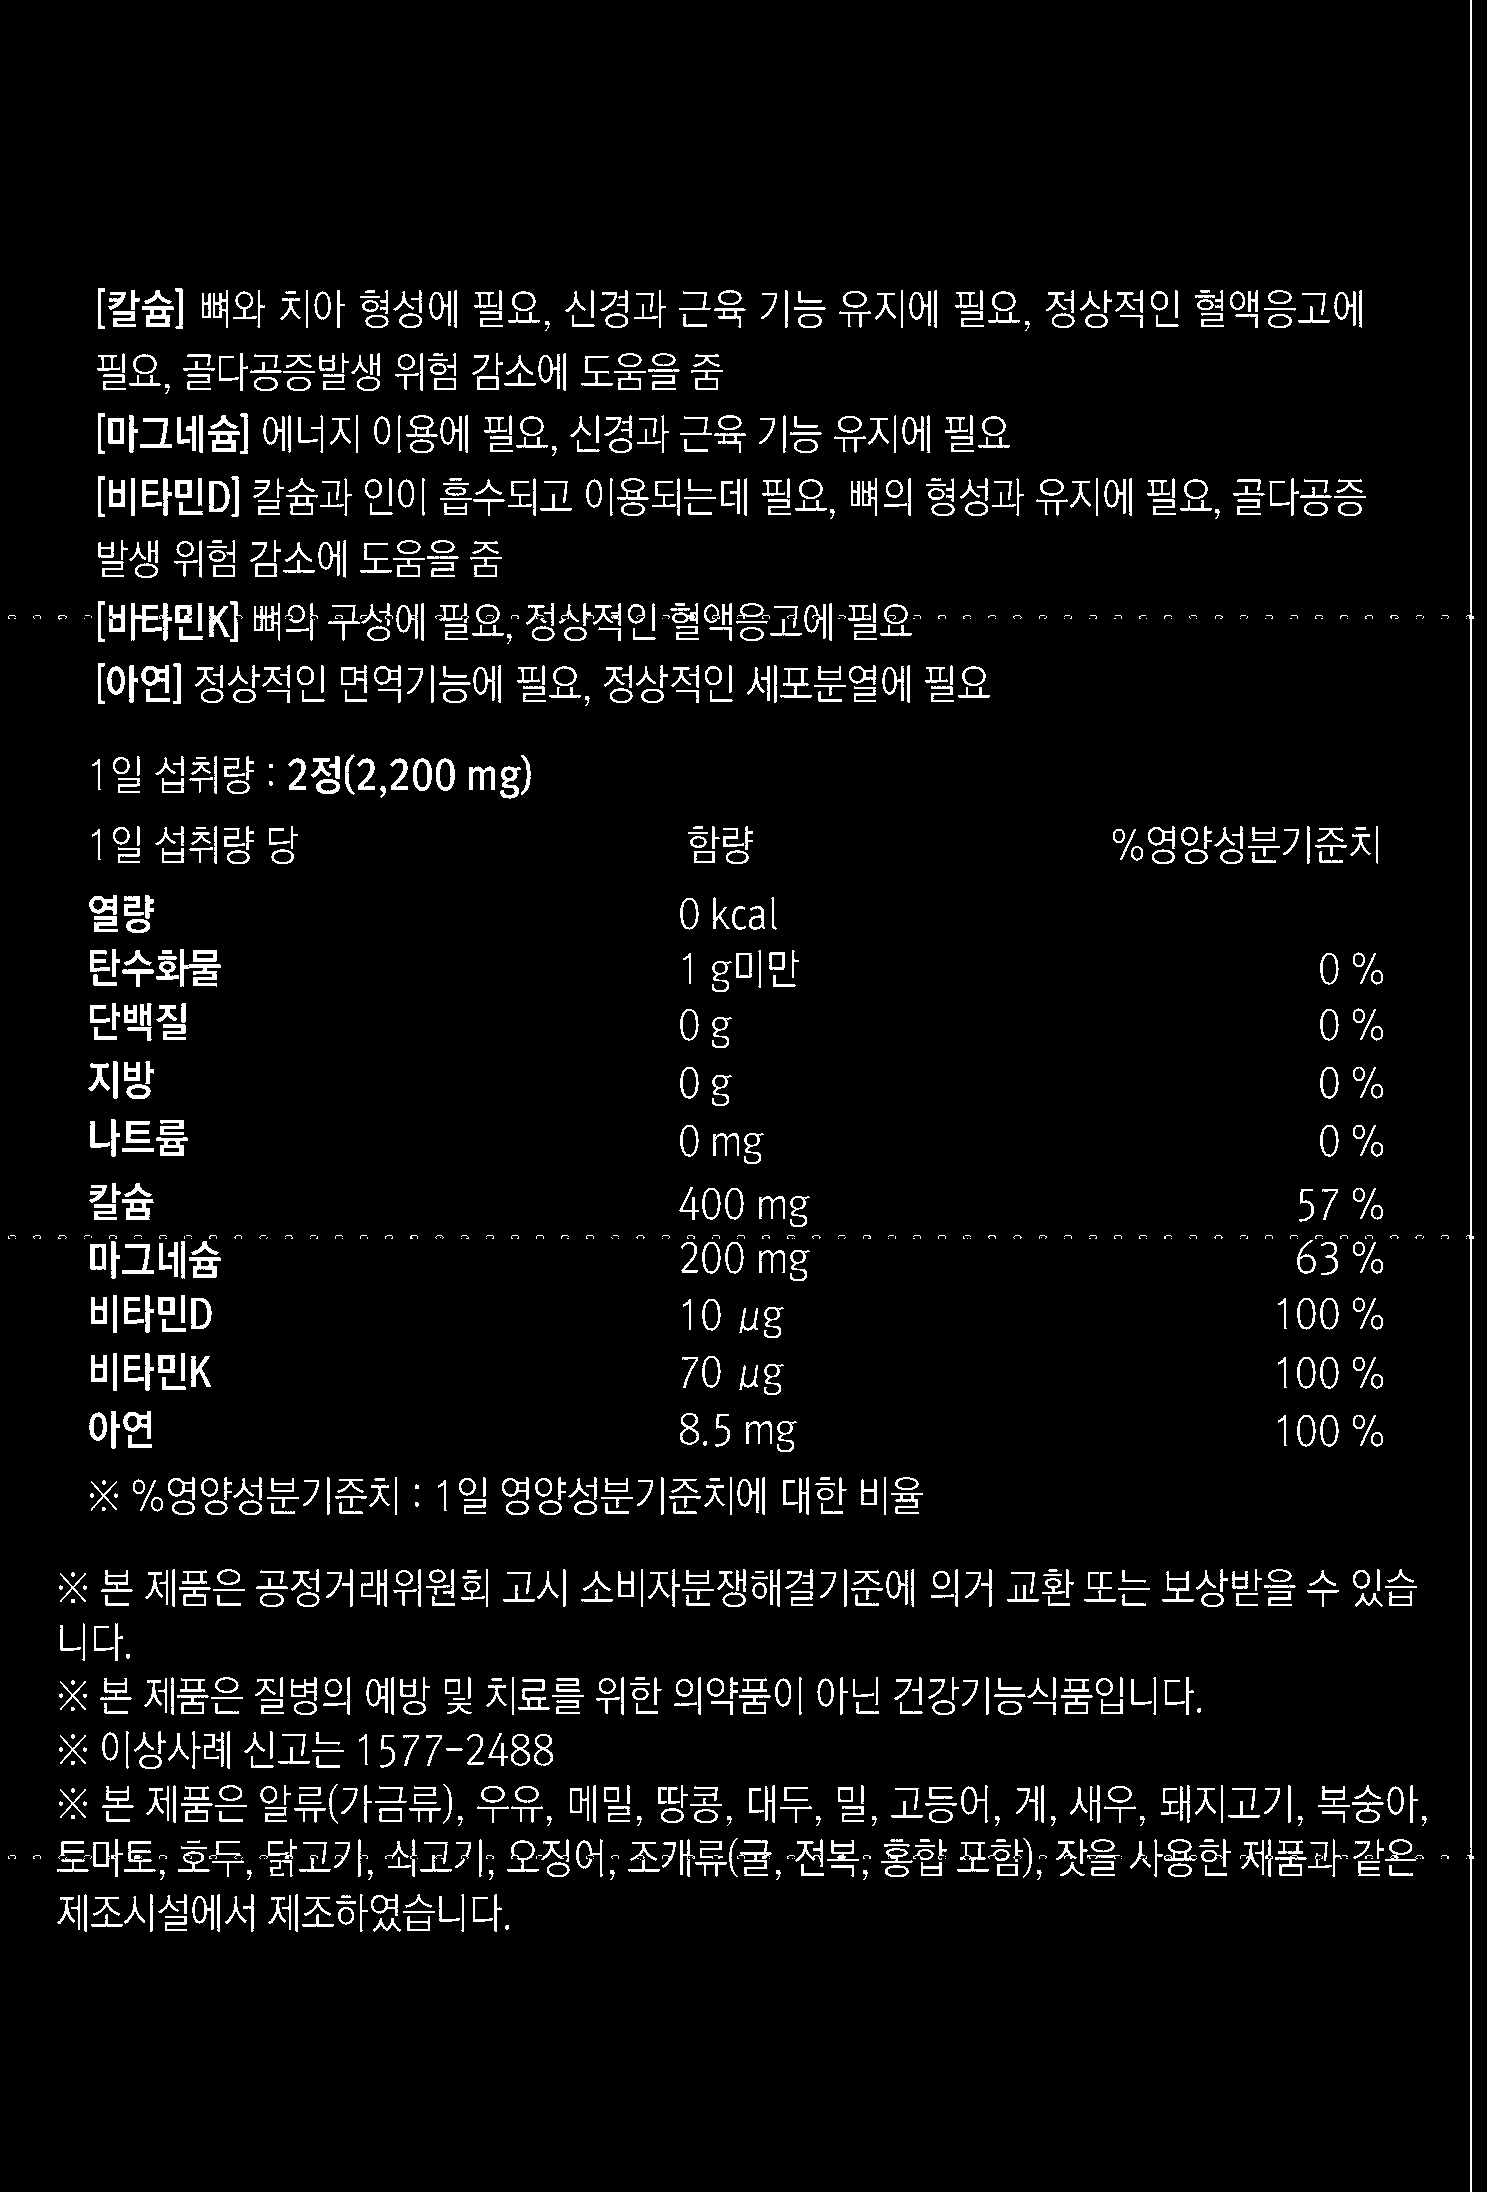 [칼슘] 뼈와 치아 형성에 필요, 신경과 근육 기능 유지에 필요, 정상적인 혈액응고에
필요, 골다공증발생 위험 감소에 도움을 줌
[마그네슘] 에너지 이용에 필요, 신경과 근육 기능 유지에 필요
[비타민D] 칼슘과 인이 흡수되고 이용되는데 필요, 뼈의 형성과 유지에 필요, 골다공증
발생 위험 감소에 도움을 줌
[비타민K] 뼈의 구성에 필요, 정상적인 혈액응고에 필요
[아연] 정상적인 면역기능에 필요, 정상적인 세포분열에 필요
1일 섭취량 : 2정(2,200 mg)
1일 섭취량 당 함량 %영양성분기준치
열량 0 kcal
탄수화물 1 g미만 0 %
단백질 0 g 0 %
지방 0 g 0 %
나트륨 0 mg 0 %
칼슘 400 mg 57 %
마그네슘 200 mg 63 %
비타민D 10 μg 100 %
비타민K 70 μg 100 %
아연 8.5 mg 100 %
※ %영양성분기준치 : 1일 영양성분기준치에 대한 비율
※ 본 제품은 공정거래위원회 고시 소비자분쟁해결기준에 의거 교환 또는 보상받을 수 있습
니다.
※ 본 제품은 질병의 예방 및 치료를 위한 의약품이 아닌 건강기능식품입니다.
※ 이상사례 신고는 1577-2488
※ 본 제품은 알류(가금류), 우유, 메밀, 땅콩, 대두, 밀, 고등어, 게, 새우, 돼지고기, 복숭아,
토마토, 호두, 닭고기, 쇠고기, 오징어, 조개류(굴, 전복, 홍합 포함), 잣을 사용한 제품과 같은
제조시설에서 제조하였습니다.